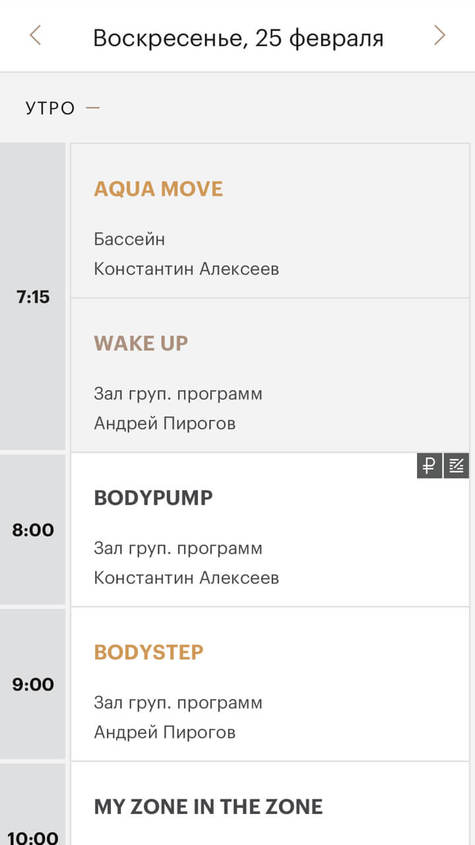 Воскресенье, 25 февраля
УТРО —
7:15
AQUA MOVE
Бассейн
Константин Алексеев
WAKE UP
Зал груп. программ
Андрей Пирогов
8:00
₽
BODYPUMP
Зал груп. программ
Константин Алексеев
9:00
BODYSTEP
Зал груп. программ
Андрей Пирогов
10:00
MY ZONE IN THE ZONE